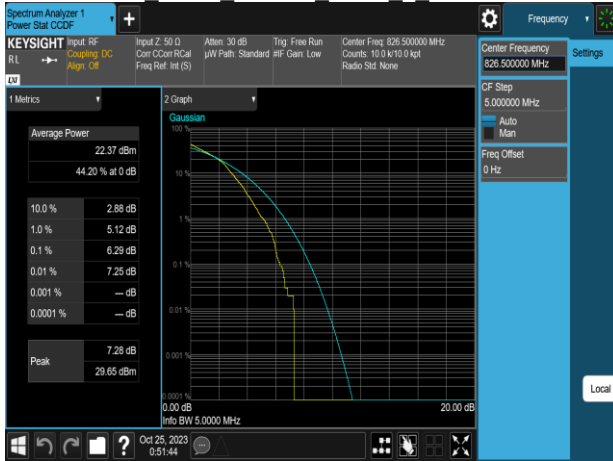 Spectrum Analyzer 1
Power Stat CCDF
+
Frequency
KEYSIGHT
RL
LXI
Input: RF
Coupling: DC
Align: Off
Input Z: 50 Ω
Corr CCorr RCal
Freq Ref: Int (S)
Atten: 30 dB
µW Path: Standard
Trig: Free Run
#IF Gain: Low
Center Freq: 826.500000 MHz
Counts: 10.0 k/10.0 kpt
Radio Std: None
Center Frequency
826.500000 MHz
Settings
CF Step
5.000000 MHz
Auto
Man
Freq Offset
0 Hz
Local
1 Metrics
Average Power
22.37 dBm
44.20 % at 0 dB
10.0 % 2.88 dB
1.0 % 5.12 dB
0.1 % 6.29 dB
0.01 % 7.25 dB
0.001 % --- dB
0.0001 % --- dB
Peak
7.28 dB
29.65 dBm
2 Graph
Gaussian
100 %
10 %
1 %
0.1 %
0.01 %
0.001 %
0.0001 %
0.00 dB 20.00 dB
Info BW 5.0000 MHz
?
Oct 25, 2023
0:51:44